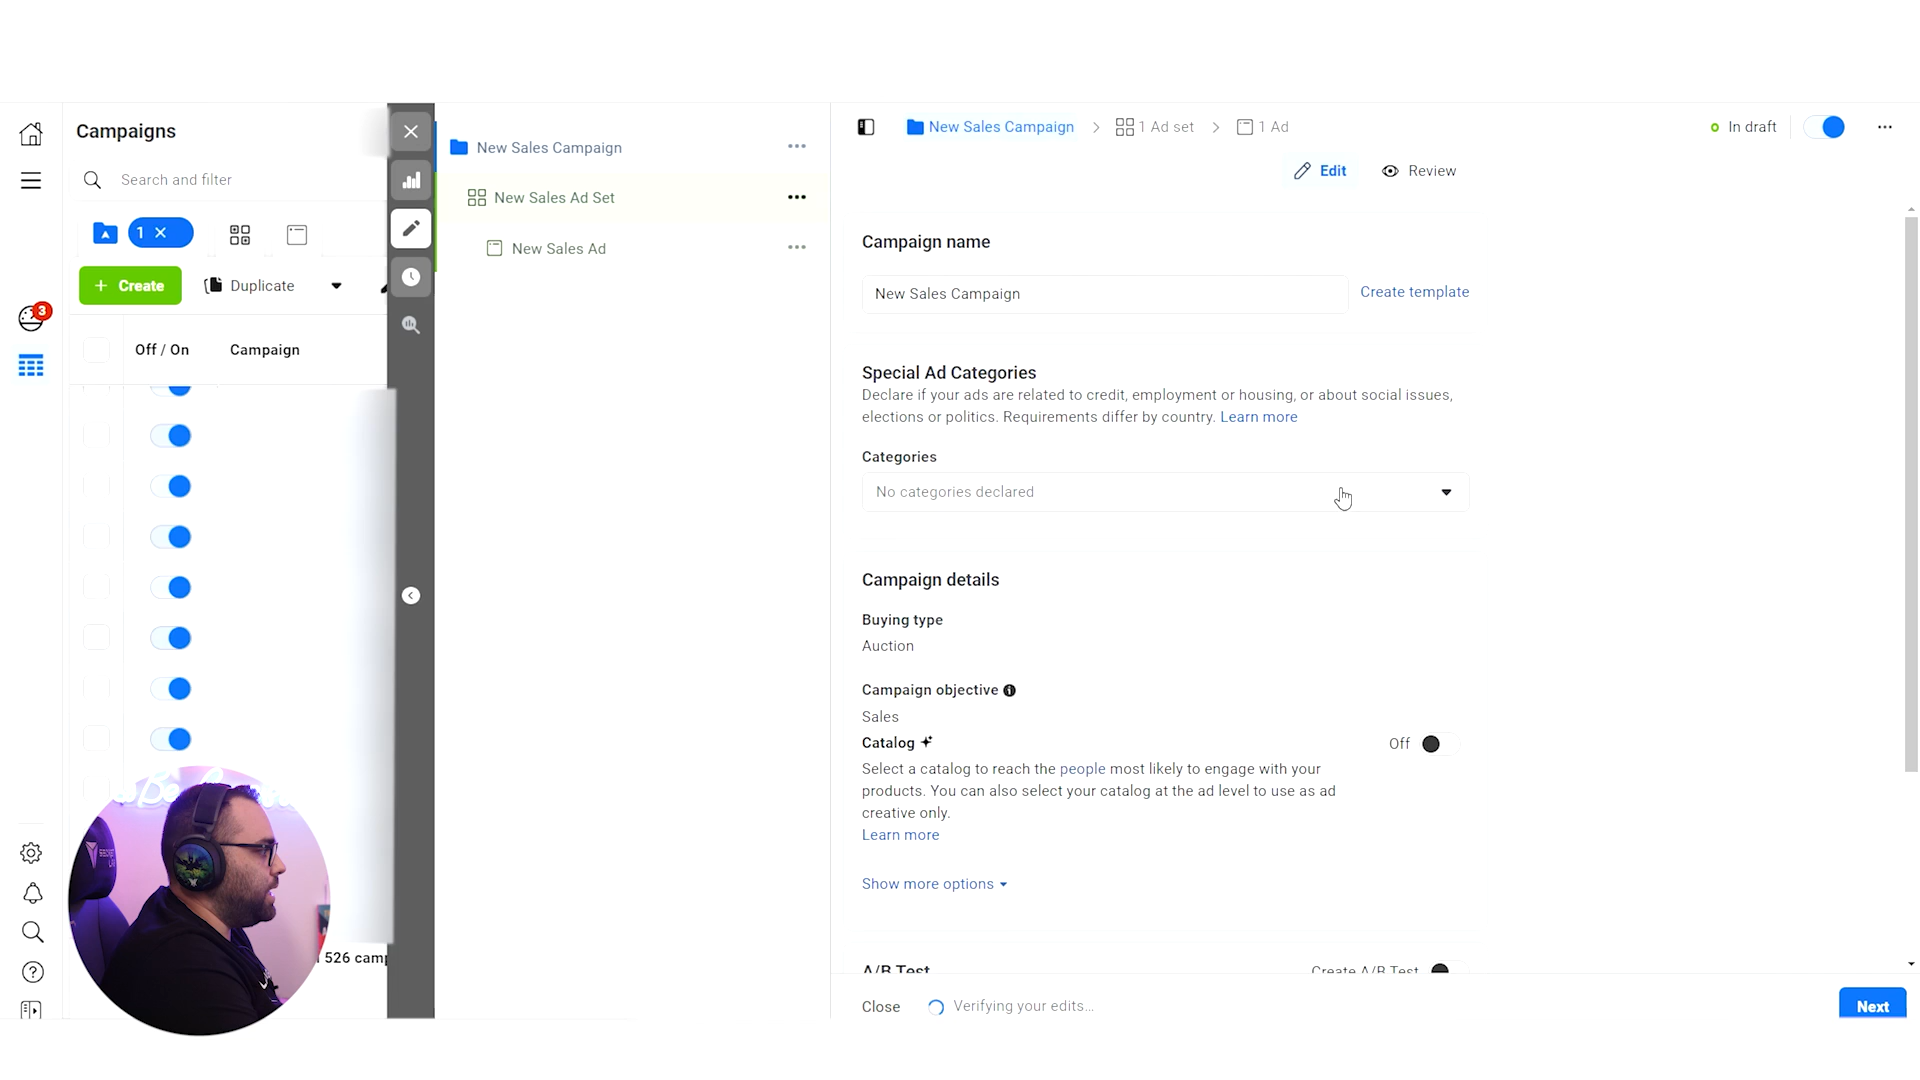 Campaigns
Search and filter
1
Create
Duplicate
Off / On
Campaign
3
526 camp
New Sales Campaign
New Sales Ad Set
New Sales Ad
New Sales Campaign
1 Ad set
1 Ad
In draft
Edit
Review
Campaign name
New Sales Campaign
Create template
Special Ad Categories
Declare if your ads are related to credit, employment or housing, or about social issues,
elections or politics. Requirements differ by country. Learn more
Categories
No categories declared
Campaign details
Buying type
Auction
Campaign objective
Sales
Catalog
Off
Select a catalog to reach the people most likely to engage with your
products. You can also select your catalog at the ad level to use as ad
creative only.
Learn more
Show more options
A/B Test
Create A/B Test
Close
Verifying your edits...
Next